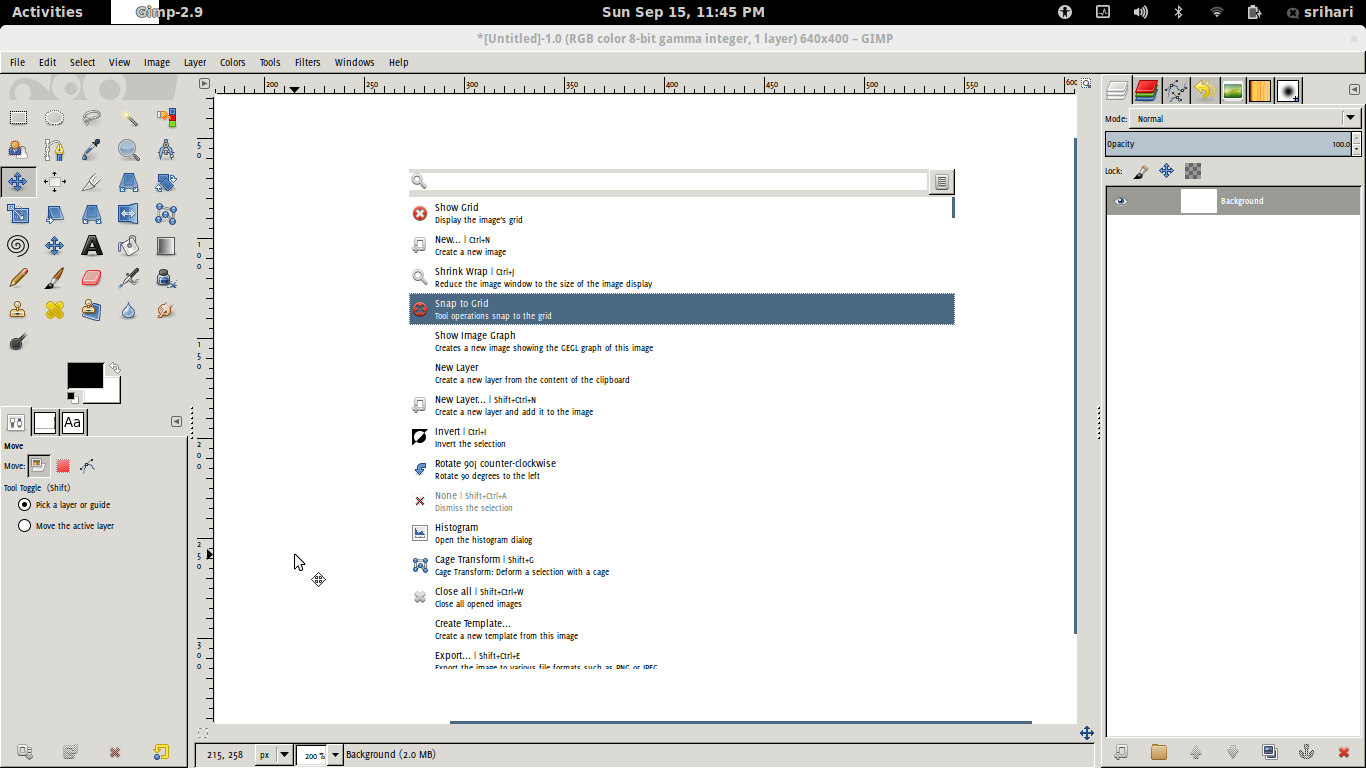 Activities
Gimp-2.9
Sun Sep 15, 11:45 PM
srihari
*[Untitled]-1.0 (RGB color 8-bit gamma integer, 1 layer) 640x400 – GIMP
File Edit Select View Image Layer Colors Tools Filters Windows Help
200 250 300 350 400 450 500 550 600
Mode: Normal
Opacity 100.0
Lock:
Background
50
100
150
200
250
300
Show Grid
Display the image's grid
New... | Ctrl+N
Create a new image
Shrink Wrap | Ctrl+J
Reduce the image window to the size of the image display
Snap to Grid
Tool operations snap to the grid
Show Image Graph
Creates a new image showing the GEGL graph of this image
New Layer
Create a new layer from the content of the clipboard
New Layer... | Shift+Ctrl+N
Create a new layer and add it to the image
Invert | Ctrl+I
Invert the selection
Rotate 90¡ counter-clockwise
Rotate 90 degrees to the left
None | Shift+Ctrl+A
Dismiss the selection
Histogram
Open the histogram dialog
Cage Transform | Shift+G
Cage Transform: Deform a selection with a cage
Close all | Shift+Ctrl+W
Close all opened images
Create Template...
Create a new template from this image
Export... | Shift+Ctrl+E
Export the image to various file formats such as PNG or JPEG
Aa
Move
Move:
Tool Toggle (Shift)
Pick a layer or guide
Move the active layer
215, 258 px 200 % Background (2.0 MB)